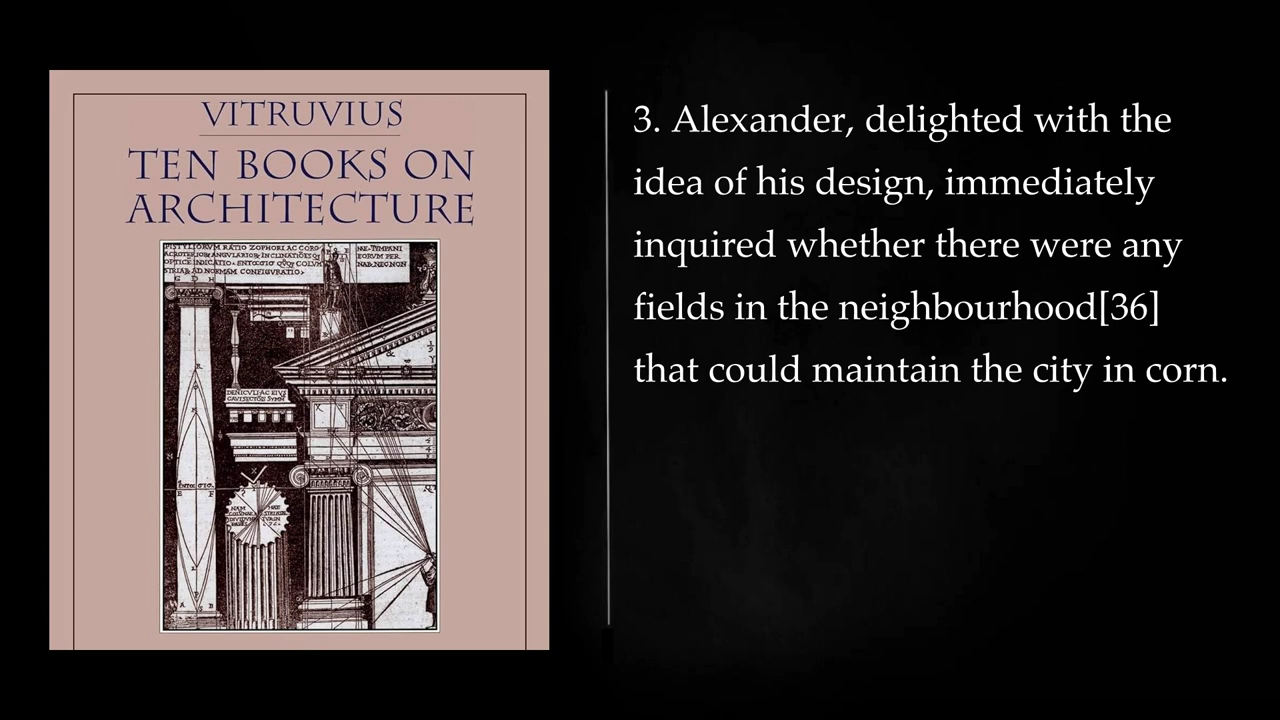 VITRUVIUS
TEN BOOKS ON
ARCHITECTURE
3. Alexander, delighted with the
idea of his design, immediately
inquired whether there were any
fields in the neighbourhood[36]
that could maintain the city in corn.